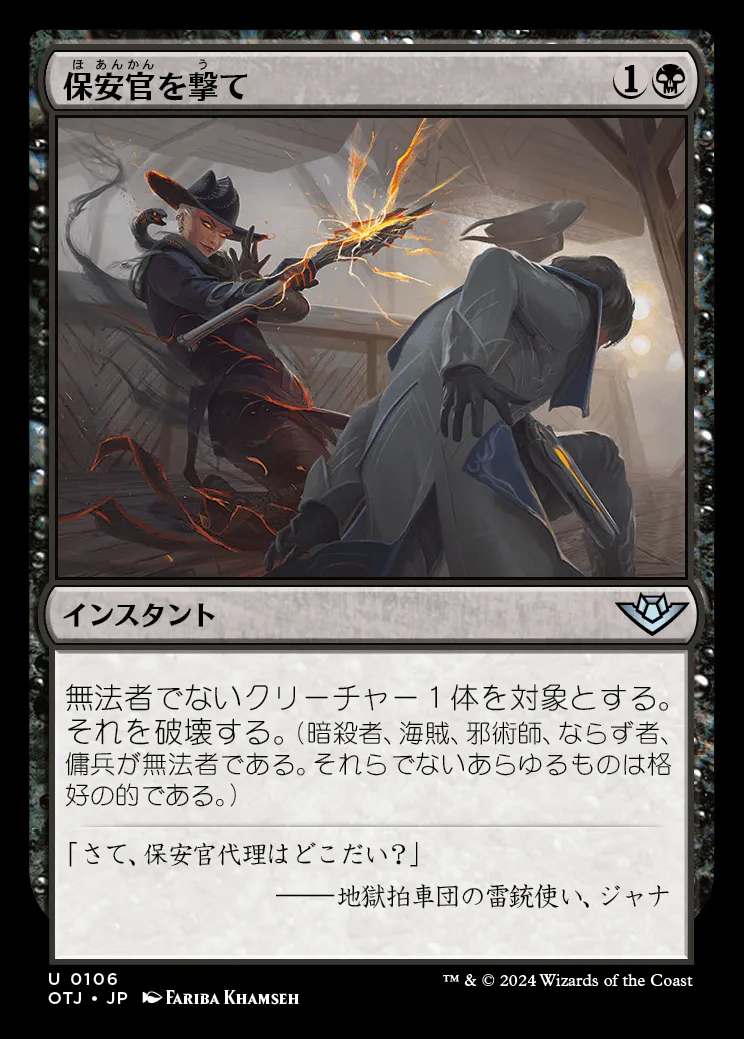 ほあんかん う
保安官を撃て
1
インスタント
無法者でないクリーチャー1体を対象とする。
それを破壊する。(暗殺者、海賊、邪術師、ならず者、
傭兵が無法者である。それらでないあらゆるものは格
好の的である。)
「さて、保安官代理はどこだい?」
——地獄拍車団の雷銃使い、ジャナ
U 0106
OTJ • JP Fariba Khamseh
™ & © 2024 Wizards of the Coast